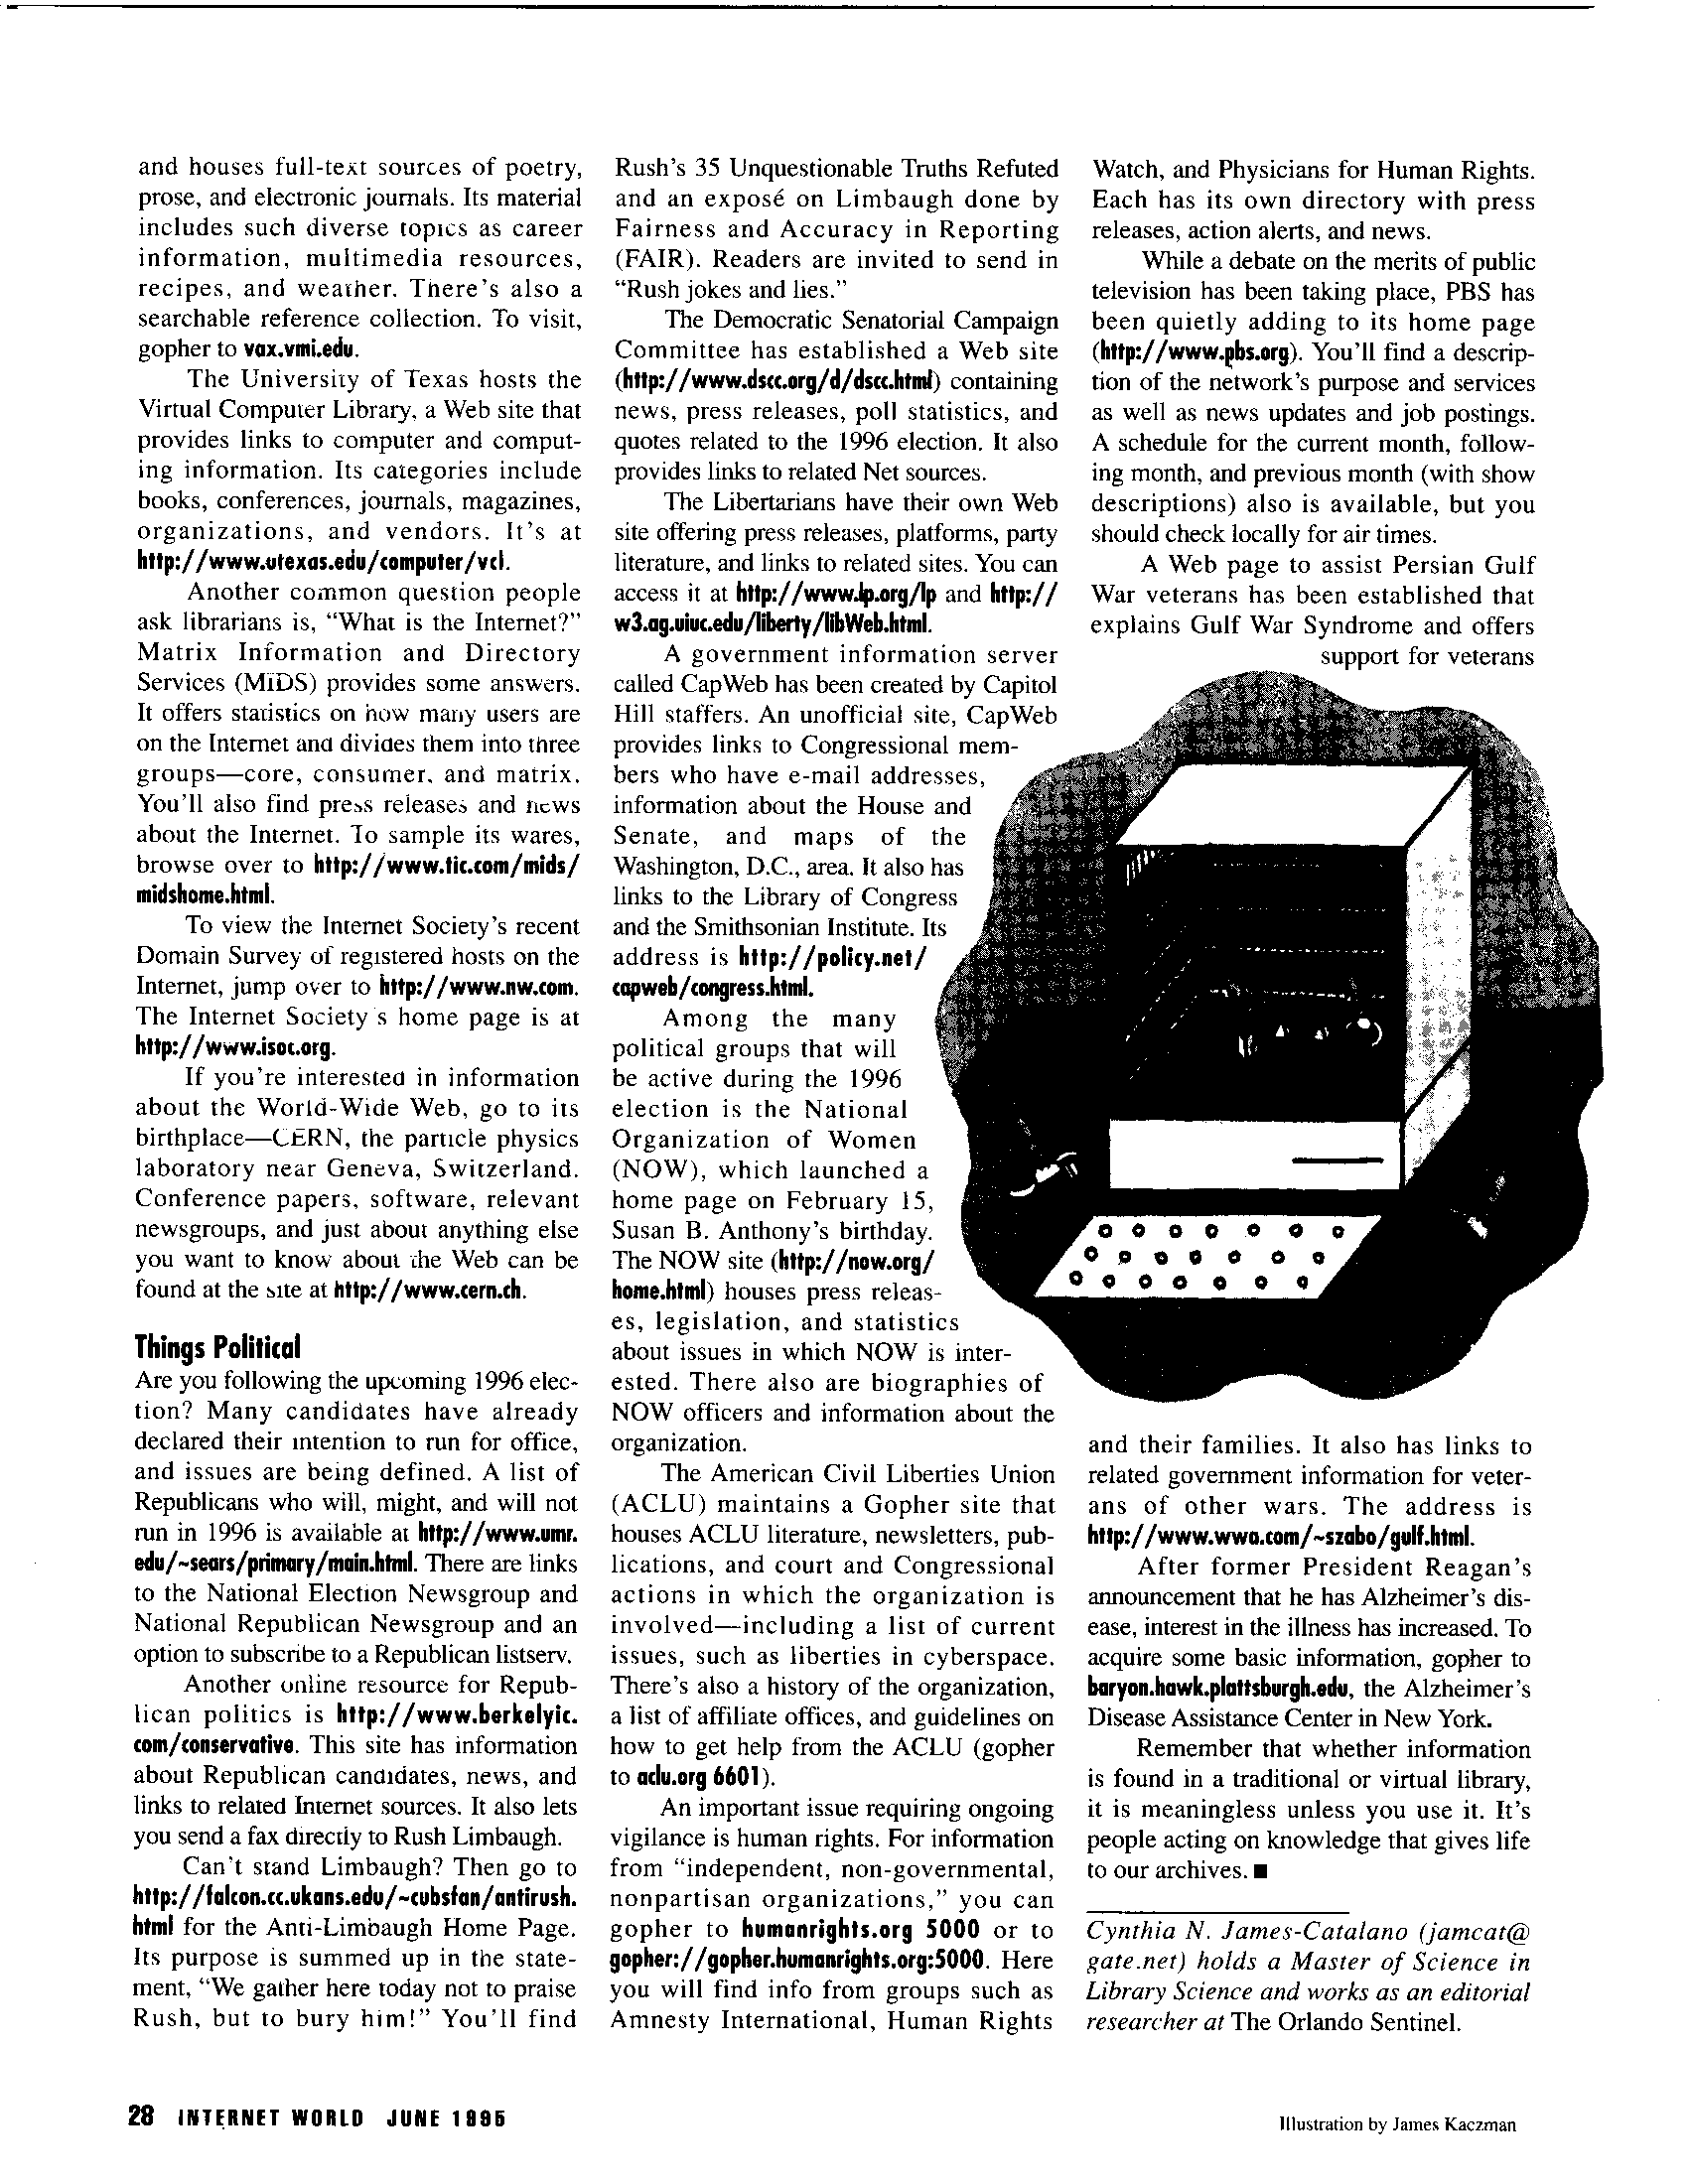 and houses full-text sources of poetry,
prose, and electronic journals. Its material
includes such diverse topics as career
information, multimedia resources,
recipes, and weather. There's also a
searchable reference collection. To visit,
gopher to vax.vmi.edu.
The University of Texas hosts the
Virtual Computer Library, a Web site that
provides links to computer and comput-
ing information. Its categories include
books, conferences, journals, magazines,
organizations, and vendors. It's at
http://www.utexas.edu/computer/vcl.
Another common question people
ask librarians is, “What is the Internet?”
Matrix Information and Directory
Services (MIDS) provides some answers.
It offers statistics on how many users are
on the Internet and divides them into three
groups—core, consumer, and matrix.
You'll also find press releases and news
about the Internet. To sample its wares,
browse over to http://www.tic.com/mids/
midshome.html.
To view the Internet Society's recent
Domain Survey of registered hosts on the
Internet, jump over to http://www.nw.com.
The Internet Society's home page is at
http://www.isoc.org.
If you're interested in information
about the World-Wide Web, go to its
birthplace—CERN, the particle physics
laboratory near Geneva, Switzerland.
Conference papers, software, relevant
newsgroups, and just about anything else
you want to know about the Web can be
found at the site at http://www.cern.ch.
Things Political
Are you following the upcoming 1996 elec-
tion? Many candidates have already
declared their intention to run for office,
and issues are being defined. A list of
Republicans who will, might, and will not
run in 1996 is available at http://www.umr.
edu/~sears/primary/main.html. There are links
to the National Election Newsgroup and
National Republican Newsgroup and an
option to subscribe to a Republican listserv.
Another online resource for Repub-
lican politics is http://www.berkelyic.
com/conservative. This site has information
about Republican candidates, news, and
links to related Internet sources. It also lets
you send a fax directly to Rush Limbaugh.
Can't stand Limbaugh? Then go to
http://falcon.cc.ukans.edu/~cubsfan/antirush.
html for the Anti-Limbaugh Home Page.
Its purpose is summed up in the state-
ment, “We gather here today not to praise
Rush, but to bury him!” You'll find
Rush's 35 Unquestionable Truths Refuted
and an exposé on Limbaugh done by
Fairness and Accuracy in Reporting
(FAIR). Readers are invited to send in
“Rush jokes and lies.”
The Democratic Senatorial Campaign
Committee has established a Web site
(http://www.dscc.org/d/dscc.html) containing
news, press releases, poll statistics, and
quotes related to the 1996 election. It also
provides links to related Net sources.
The Libertarians have their own Web
site offering press releases, platforms, party
literature, and links to related sites. You can
access it at http://www.lp.org/lp and http://
w3.ag.uiuc.edu/liberty/libWeb.html.
A government information server
called CapWeb has been created by Capitol
Hill staffers. An unofficial site, CapWeb
provides links to Congressional mem-
bers who have e-mail addresses,
information about the House and
Senate, and maps of the
Washington, D.C., area. It also has
links to the Library of Congress
and the Smithsonian Institute. Its
address is http://policy.net/
capweb/congress.html.
Among the many
political groups that will
be active during the 1996
election is the National
Organization of Women
(NOW), which launched a
home page on February 15,
Susan B. Anthony's birthday.
The NOW site (http://now.org/
home.html) houses press releas-
es, legislation, and statistics
about issues in which NOW is inter-
ested. There also are biographies of
NOW officers and information about the
organization.
The American Civil Liberties Union
(ACLU) maintains a Gopher site that
houses ACLU literature, newsletters, pub-
lications, and court and Congressional
actions in which the organization is
involved—including a list of current
issues, such as liberties in cyberspace.
There's also a history of the organization,
a list of affiliate offices, and guidelines on
how to get help from the ACLU (gopher
to aclu.org 6601).
An important issue requiring ongoing
vigilance is human rights. For information
from “independent, non-governmental,
nonpartisan organizations,” you can
gopher to humanrights.org 5000 or to
gopher://gopher.humanrights.org:5000. Here
you will find info from groups such as
Amnesty International, Human Rights
Watch, and Physicians for Human Rights.
Each has its own directory with press
releases, action alerts, and news.
While a debate on the merits of public
television has been taking place, PBS has
been quietly adding to its home page
(http://www.pbs.org). You'll find a descrip-
tion of the network's purpose and services
as well as news updates and job postings.
A schedule for the current month, follow-
ing month, and previous month (with show
descriptions) also is available, but you
should check locally for air times.
A Web page to assist Persian Gulf
War veterans has been established that
explains Gulf War Syndrome and offers
support for veterans
and their families. It also has links to
related government information for veter-
ans of other wars. The address is
http://www.wwa.com/~szabo/gulf.html.
After former President Reagan's
announcement that he has Alzheimer's dis-
ease, interest in the illness has increased. To
acquire some basic information, gopher to
baryon.hawk.plattsburgh.edu, the Alzheimer's
Disease Assistance Center in New York.
Remember that whether information
is found in a traditional or virtual library,
it is meaningless unless you use it. It's
people acting on knowledge that gives life
to our archives. ■
Cynthia N. James-Catalano (jamcat@
gate.net) holds a Master of Science in
Library Science and works as an editorial
researcher at The Orlando Sentinel.
28 INTERNET WORLD JUNE 1995
Illustration by James Kaczman